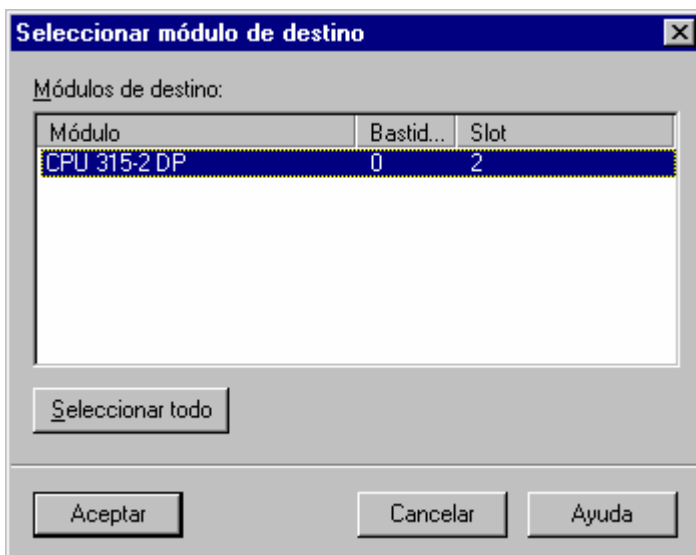 Seleccionar módulo de destino
Módulos de destino:
Módulo Bastid... Slot
CPU 315-2 DP 0 2
Seleccionar todo
Aceptar Cancelar Ayuda